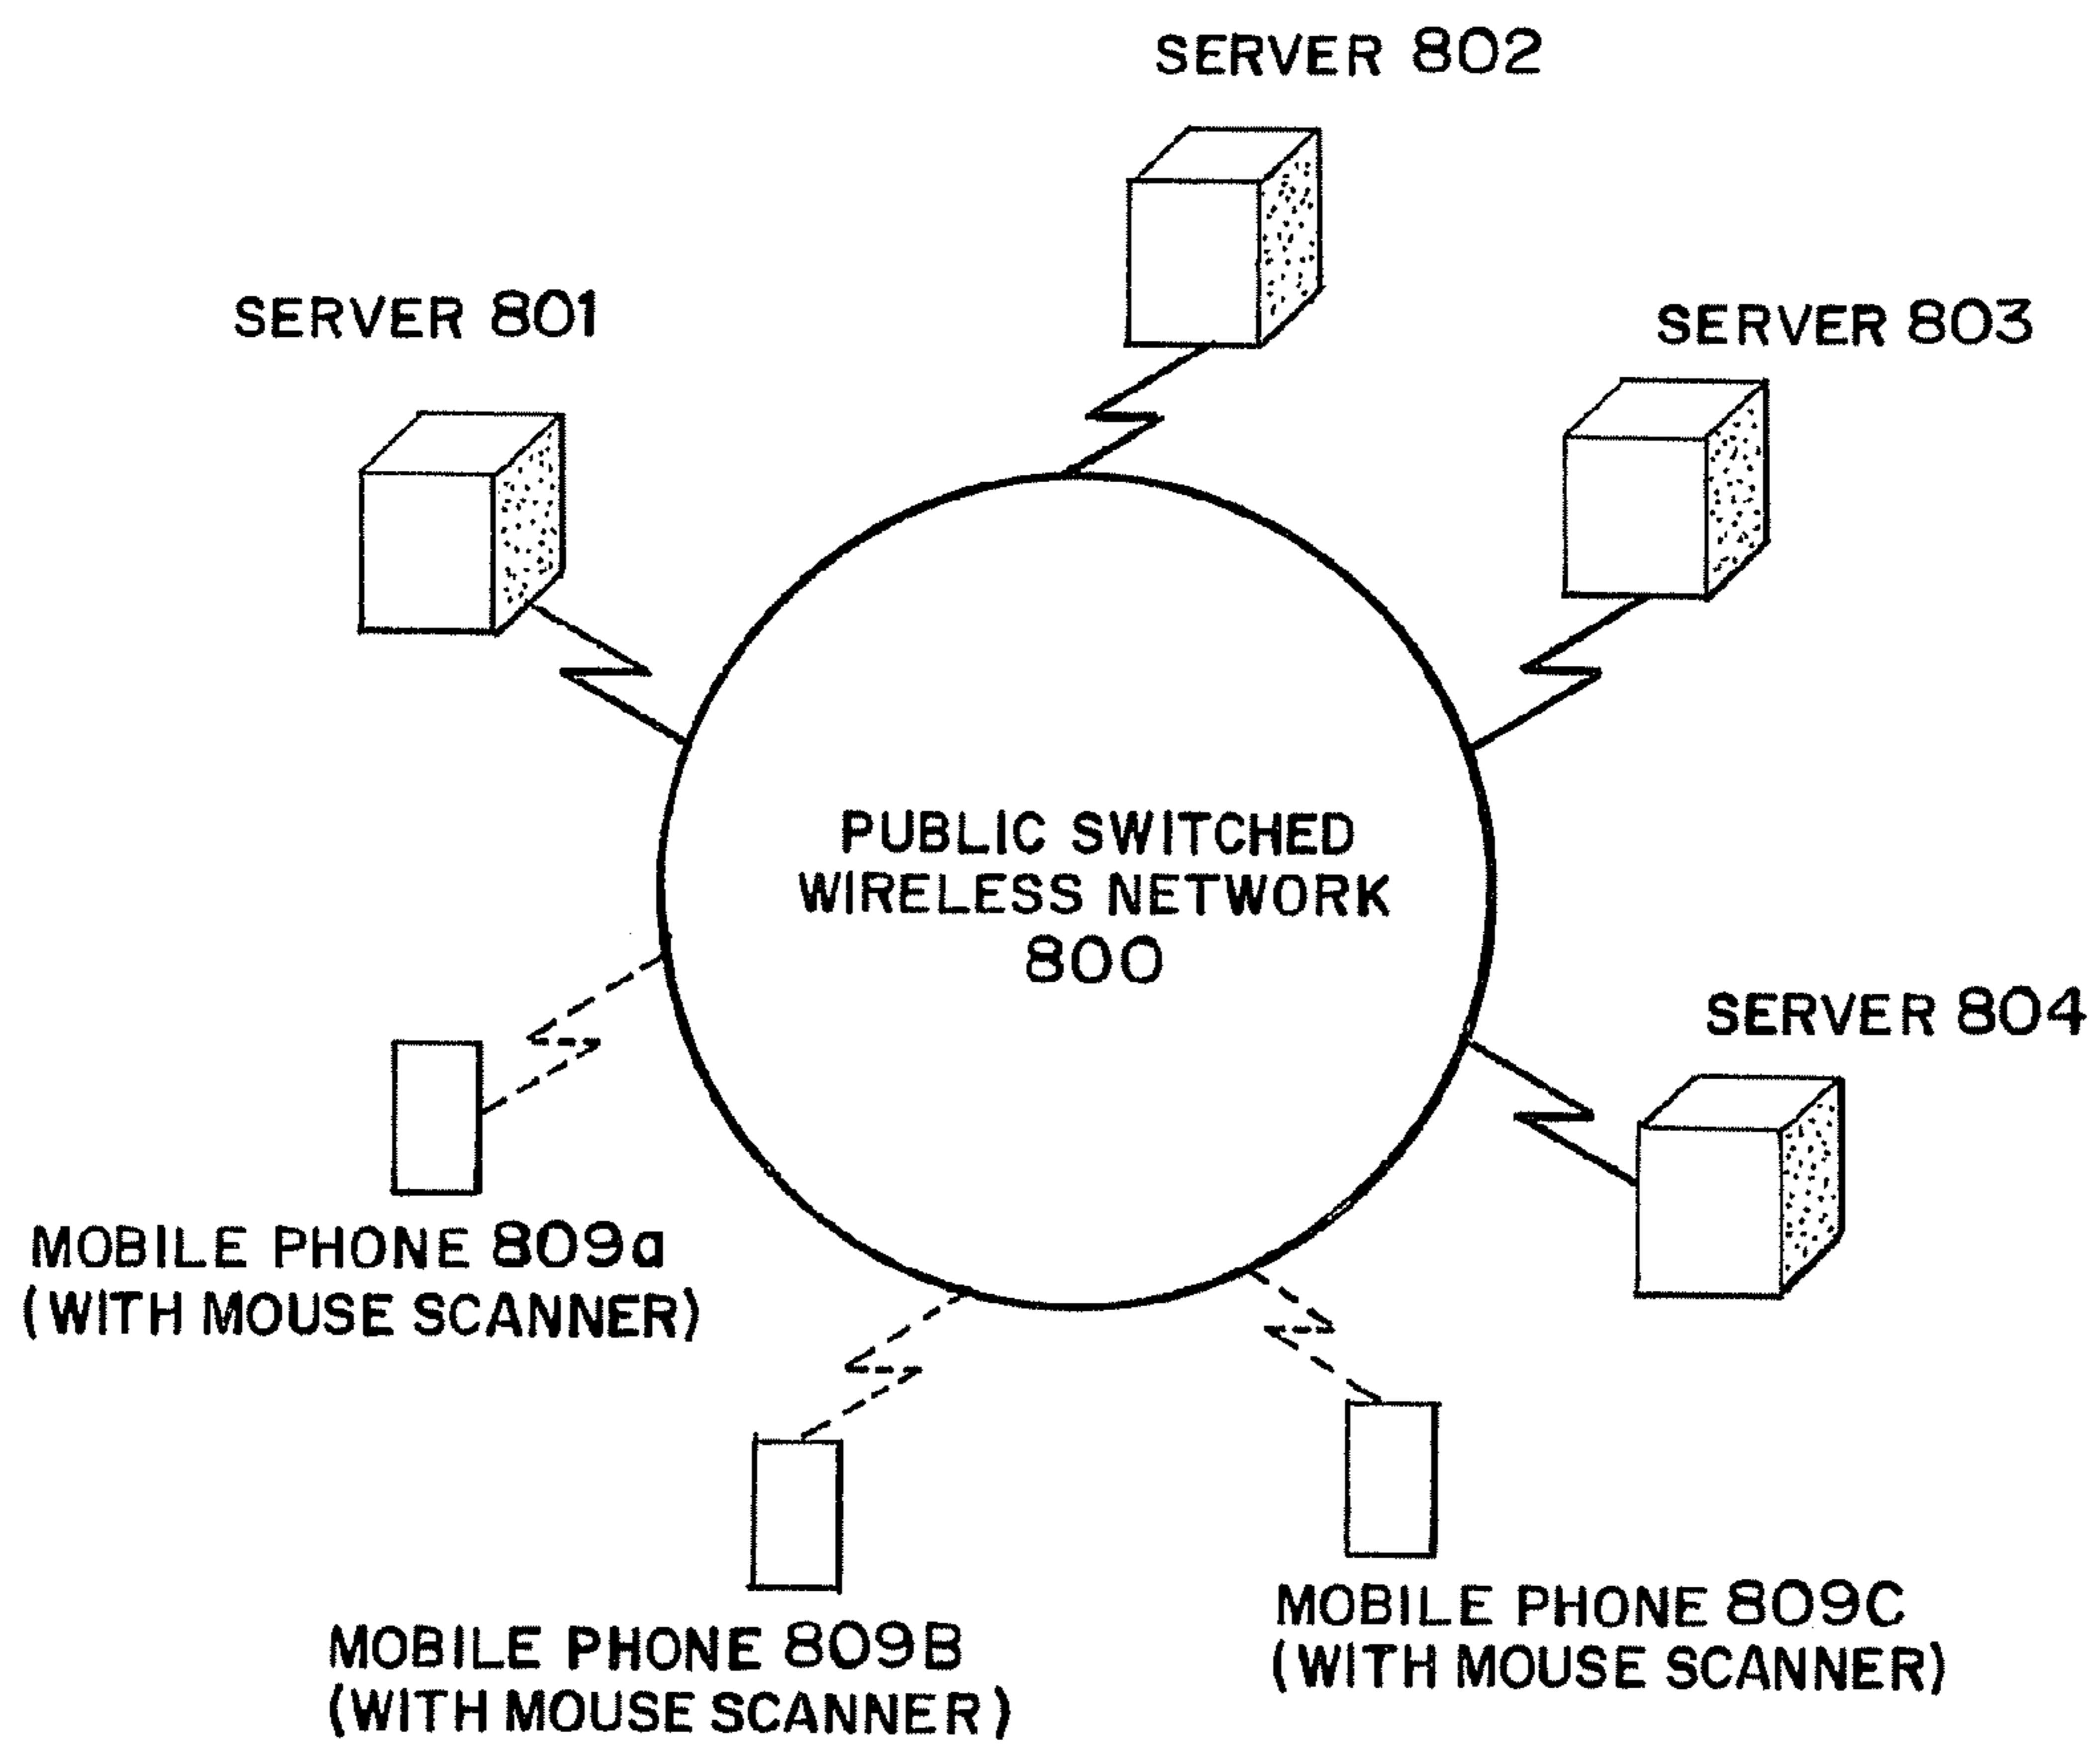 SERVER 802
SERVER 801
SERVER 803
PUBLIC SWITCHED
WIRELESS NETWORK
800
SERVER 804
MOBILE PHONE 809a
(WITH MOUSE SCANNER)
MOBILE PHONE 809B
(WITH MOUSE SCANNER)
MOBILE PHONE 809C
(WITH MOUSE SCANNER)